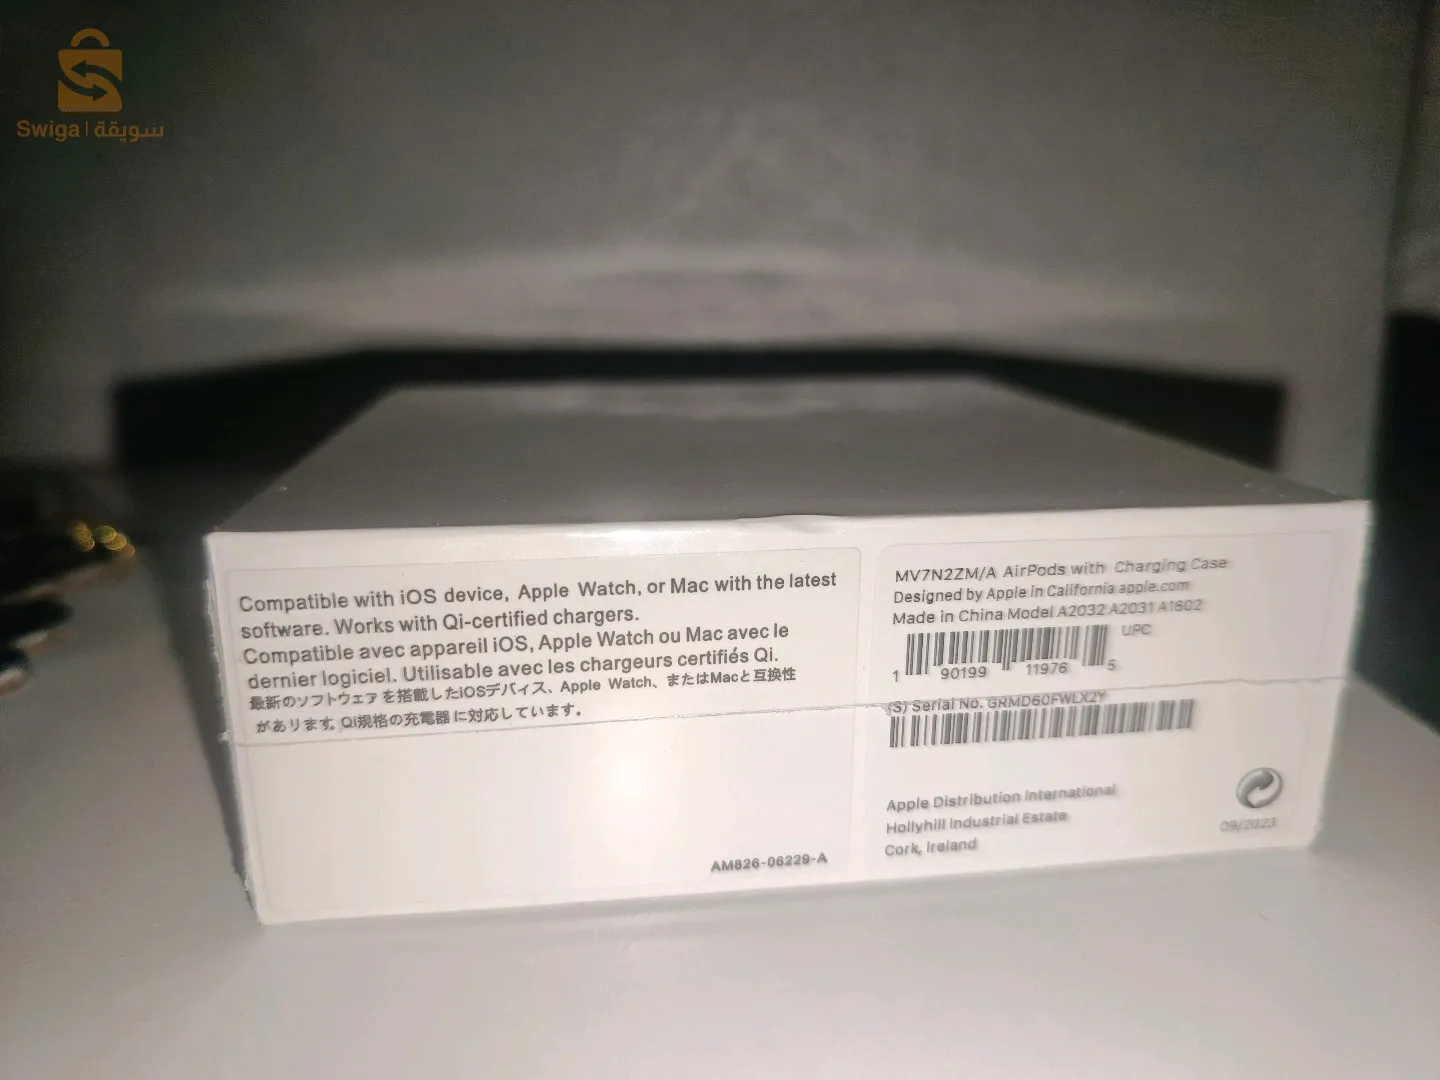 Swiga | سويقة
Compatible with iOS device, Apple Watch, or Mac with the latest
software. Works with Qi-certified chargers.
Compatible avec appareil iOS, Apple Watch ou Mac avec le
dernier logiciel. Utilisable avec les chargeurs certifiés Qi.
最新のソフトウェアを搭載したiOSデバイス、Apple Watch、またはMacと互換性
があります。Qi規格の充電器に対応しています。
AM826-06229-A
MV7N2ZM/A AirPods with Charging Case
Designed by Apple in California apple.com
Made in China Model A2032 A2031 A1602
UPC
1 90199 11976 5
(S) Serial No. GRMD60FWLX2Y
Apple Distribution International
Hollyhill Industrial Estate
Cork, Ireland
09/2023